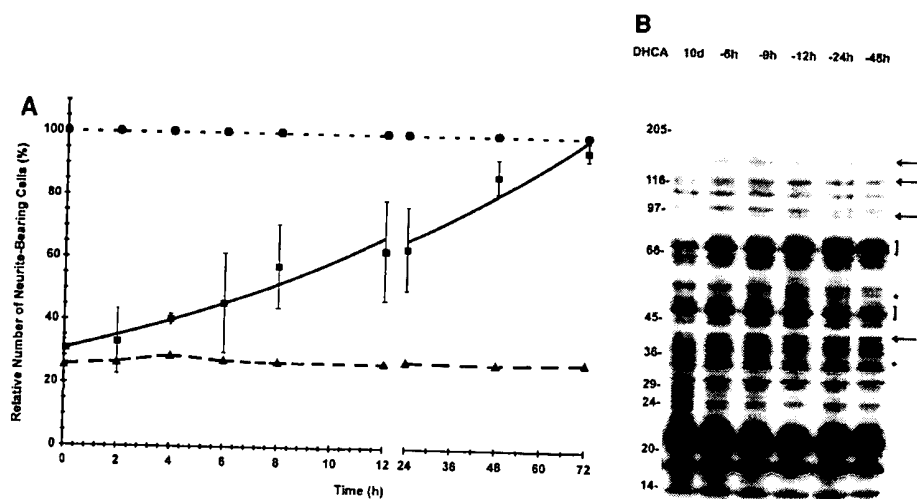 A
Relative Number of Neurite-Bearing Cells (%)
100
80
60
40
20
0
0 2 4 6 8 10 12 24 36 48 60 72
Time (h)
B
DHCA 10d -6h -9h -12h -24h -48h
205-
116-
97-
66-
45-
36-
29-
24-
20-
14-